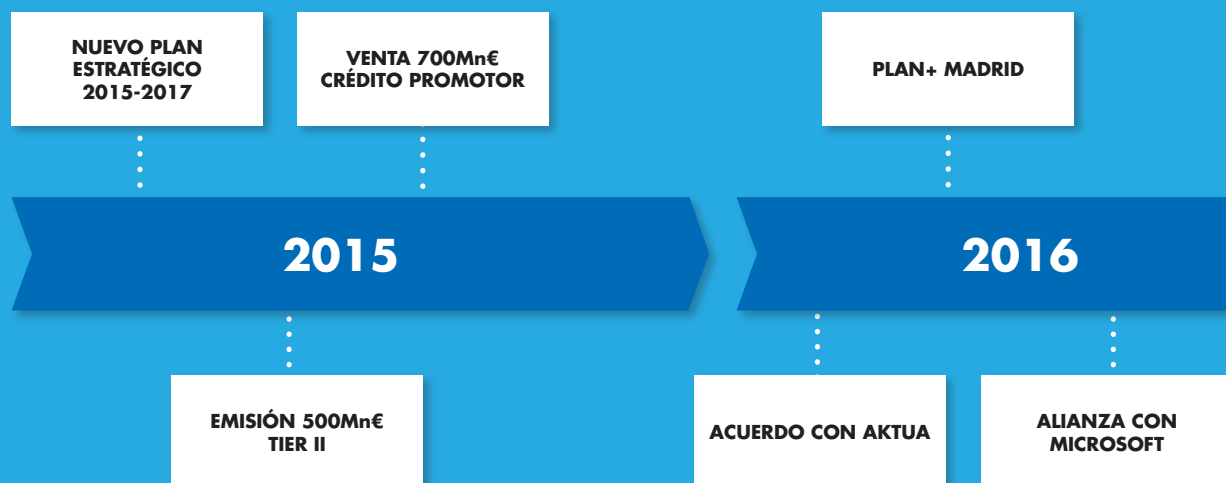 NUEVO PLAN
ESTRATÉGICO
2015-2017
VENTA 700Mn€
CRÉDITO PROMOTOR
PLAN+ MADRID
2015
2016
EMISIÓN 500Mn€
TIER II
ACUERDO CON AKTUA
ALIANZA CON
MICROSOFT